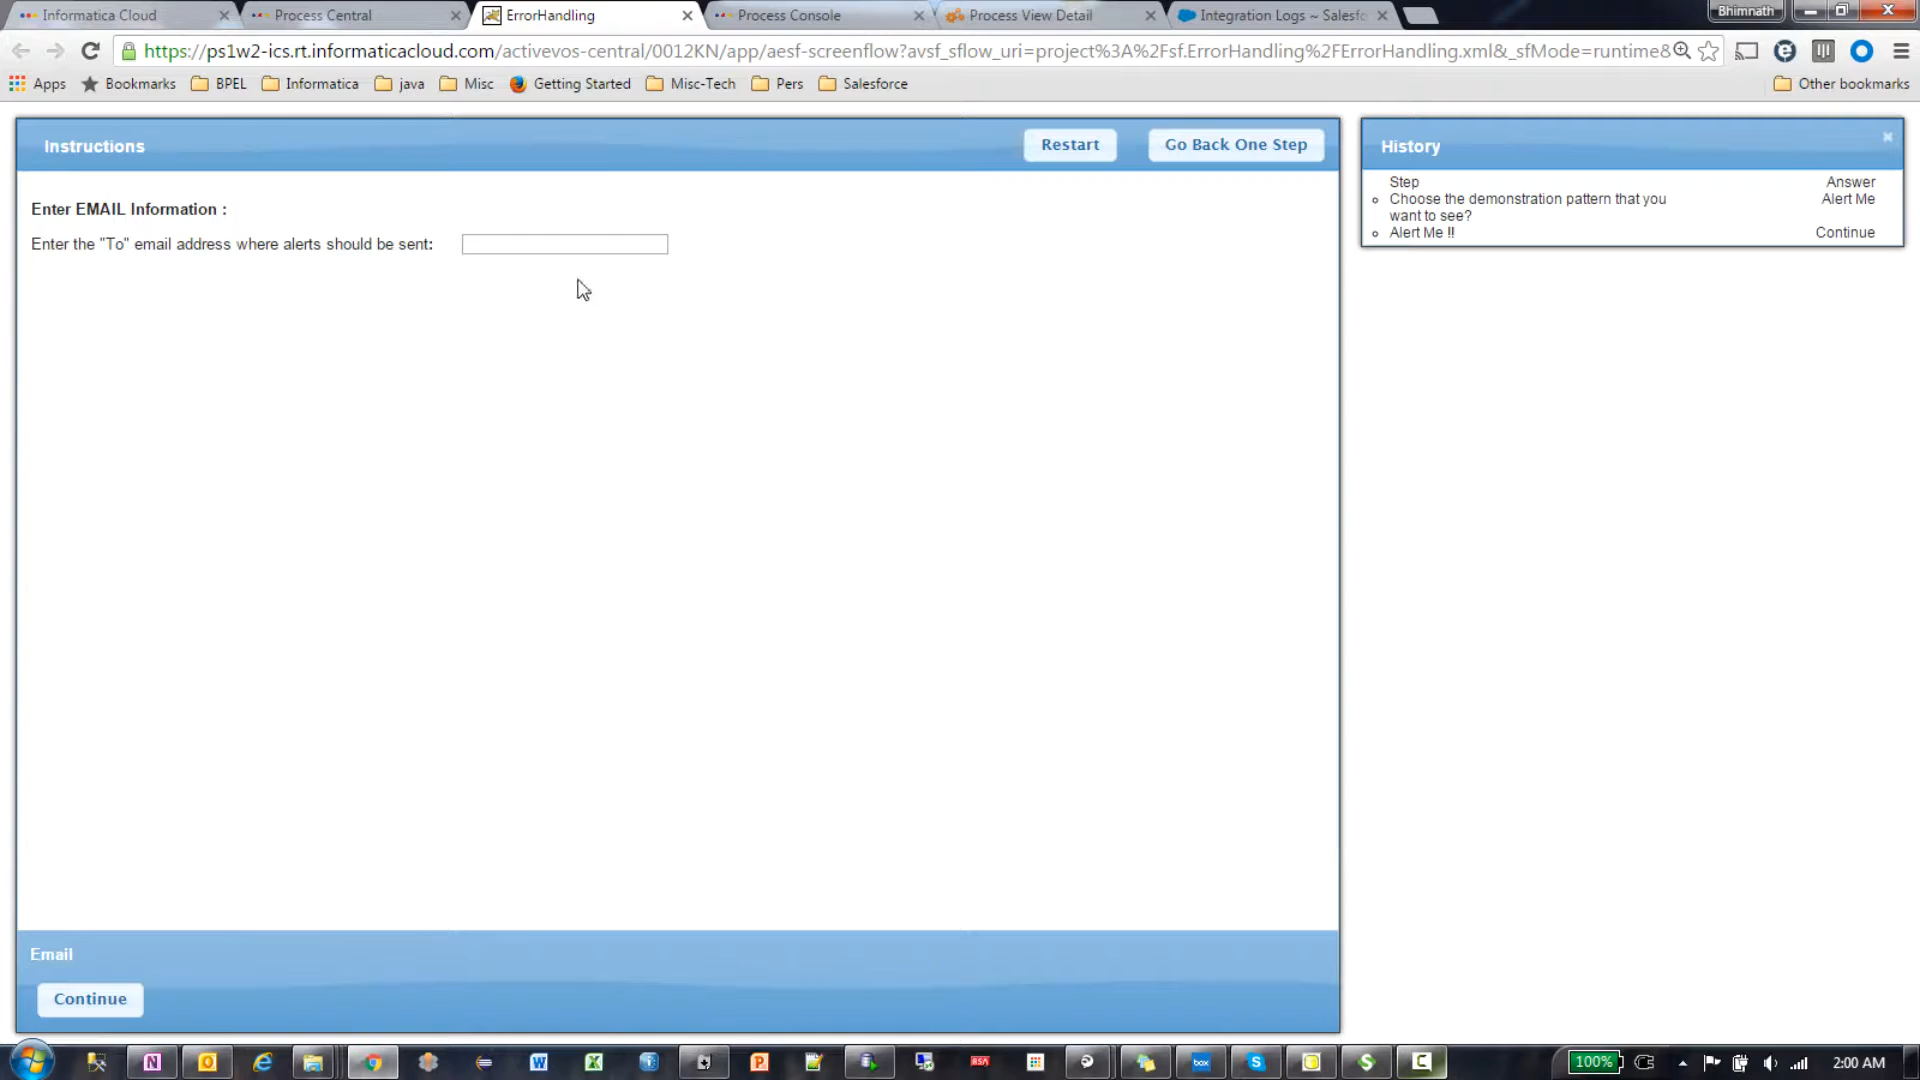 Informatica Cloud
Process Central
ErrorHandling
Process Console
Process View Detail
Integration Logs ~ Salesfo
Bhimnath
https://ps1w2-ics.rt.informaticacloud.com/activevos-central/0012KN/app/aesf-screenflow?avsf_sflow_uri=project%3A%2Fsf.ErrorHandling%2FErrorHandling.xml&_sfMode=runtime&
Apps
Bookmarks
BPEL
Informatica
java
Misc
Getting Started
Misc-Tech
Pers
Salesforce
Other bookmarks
Instructions
Restart
Go Back One Step
Enter EMAIL Information :
Enter the "To" email address where alerts should be sent:
History
Step Answer
Choose the demonstration pattern that you Alert Me
want to see?
Alert Me !! Continue
Email
Continue
100%
2:00 AM